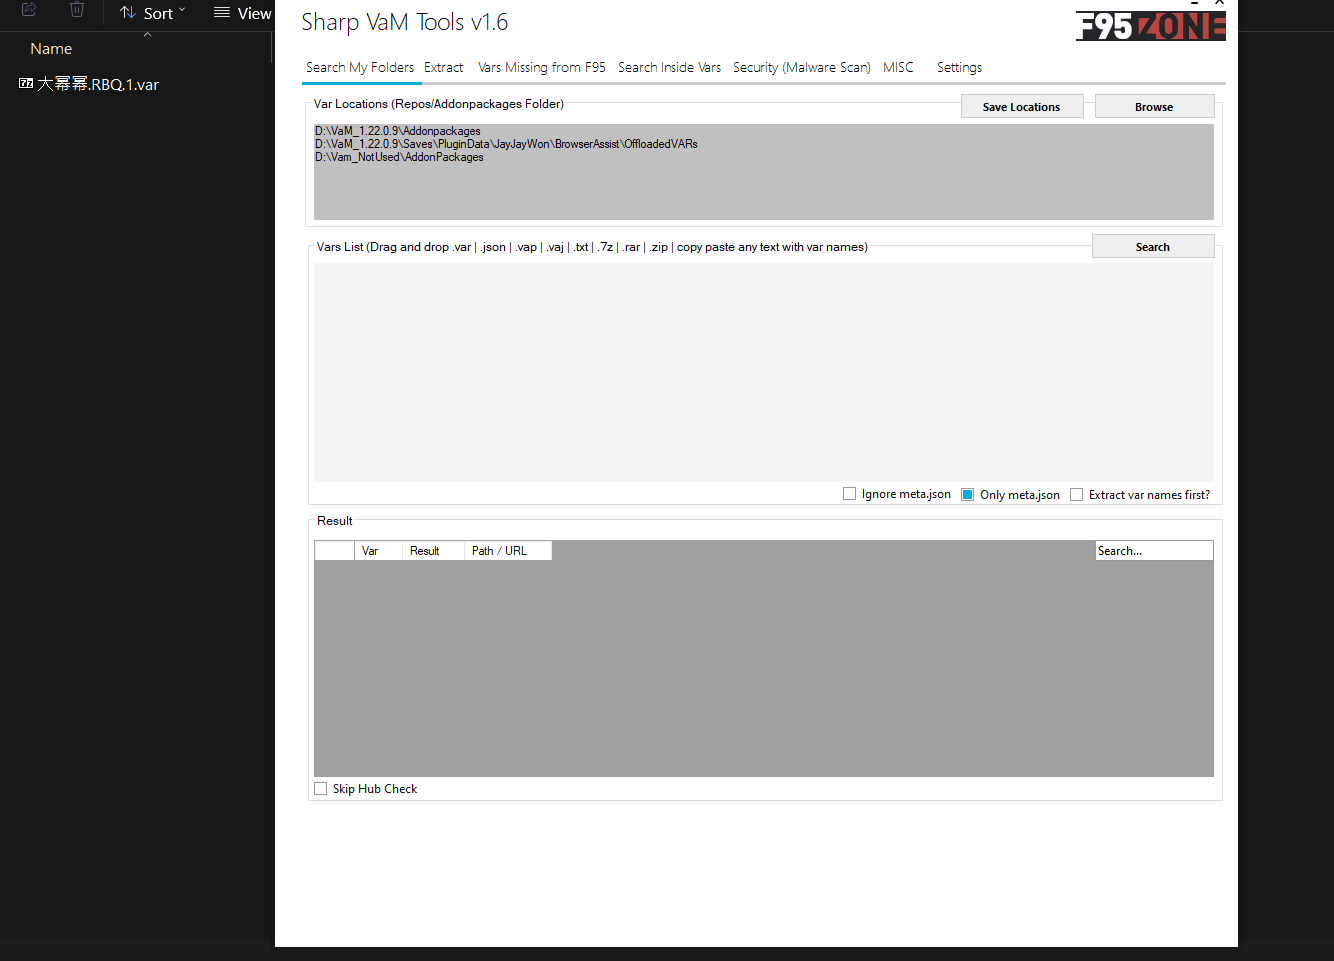 Sort
View
Name
大幂幂.RBQ.1.var
Sharp VaM Tools v1.6
F95 ZONE
Search My Folders Extract Vars Missing from F95 Search Inside Vars Security (Malware Scan) MISC Settings
Var Locations (Repos/Addonpackages Folder)
Save Locations
Browse
D:\VaM_1.22.0.9\Addonpackages
D:\VaM_1.22.0.9\Saves\PluginData\JayJayWon\BrowserAssist\OffloadedVARs
D:\Vam_NotUsed\AddonPackages
Vars List (Drag and drop .var | .json | .vap | .vaj | .txt | .7z | .rar | .zip | copy paste any text with var names)
Search
Ignore meta.json
Only meta.json
Extract var names first?
Result
Var Result Path / URL
Search...
Skip Hub Check